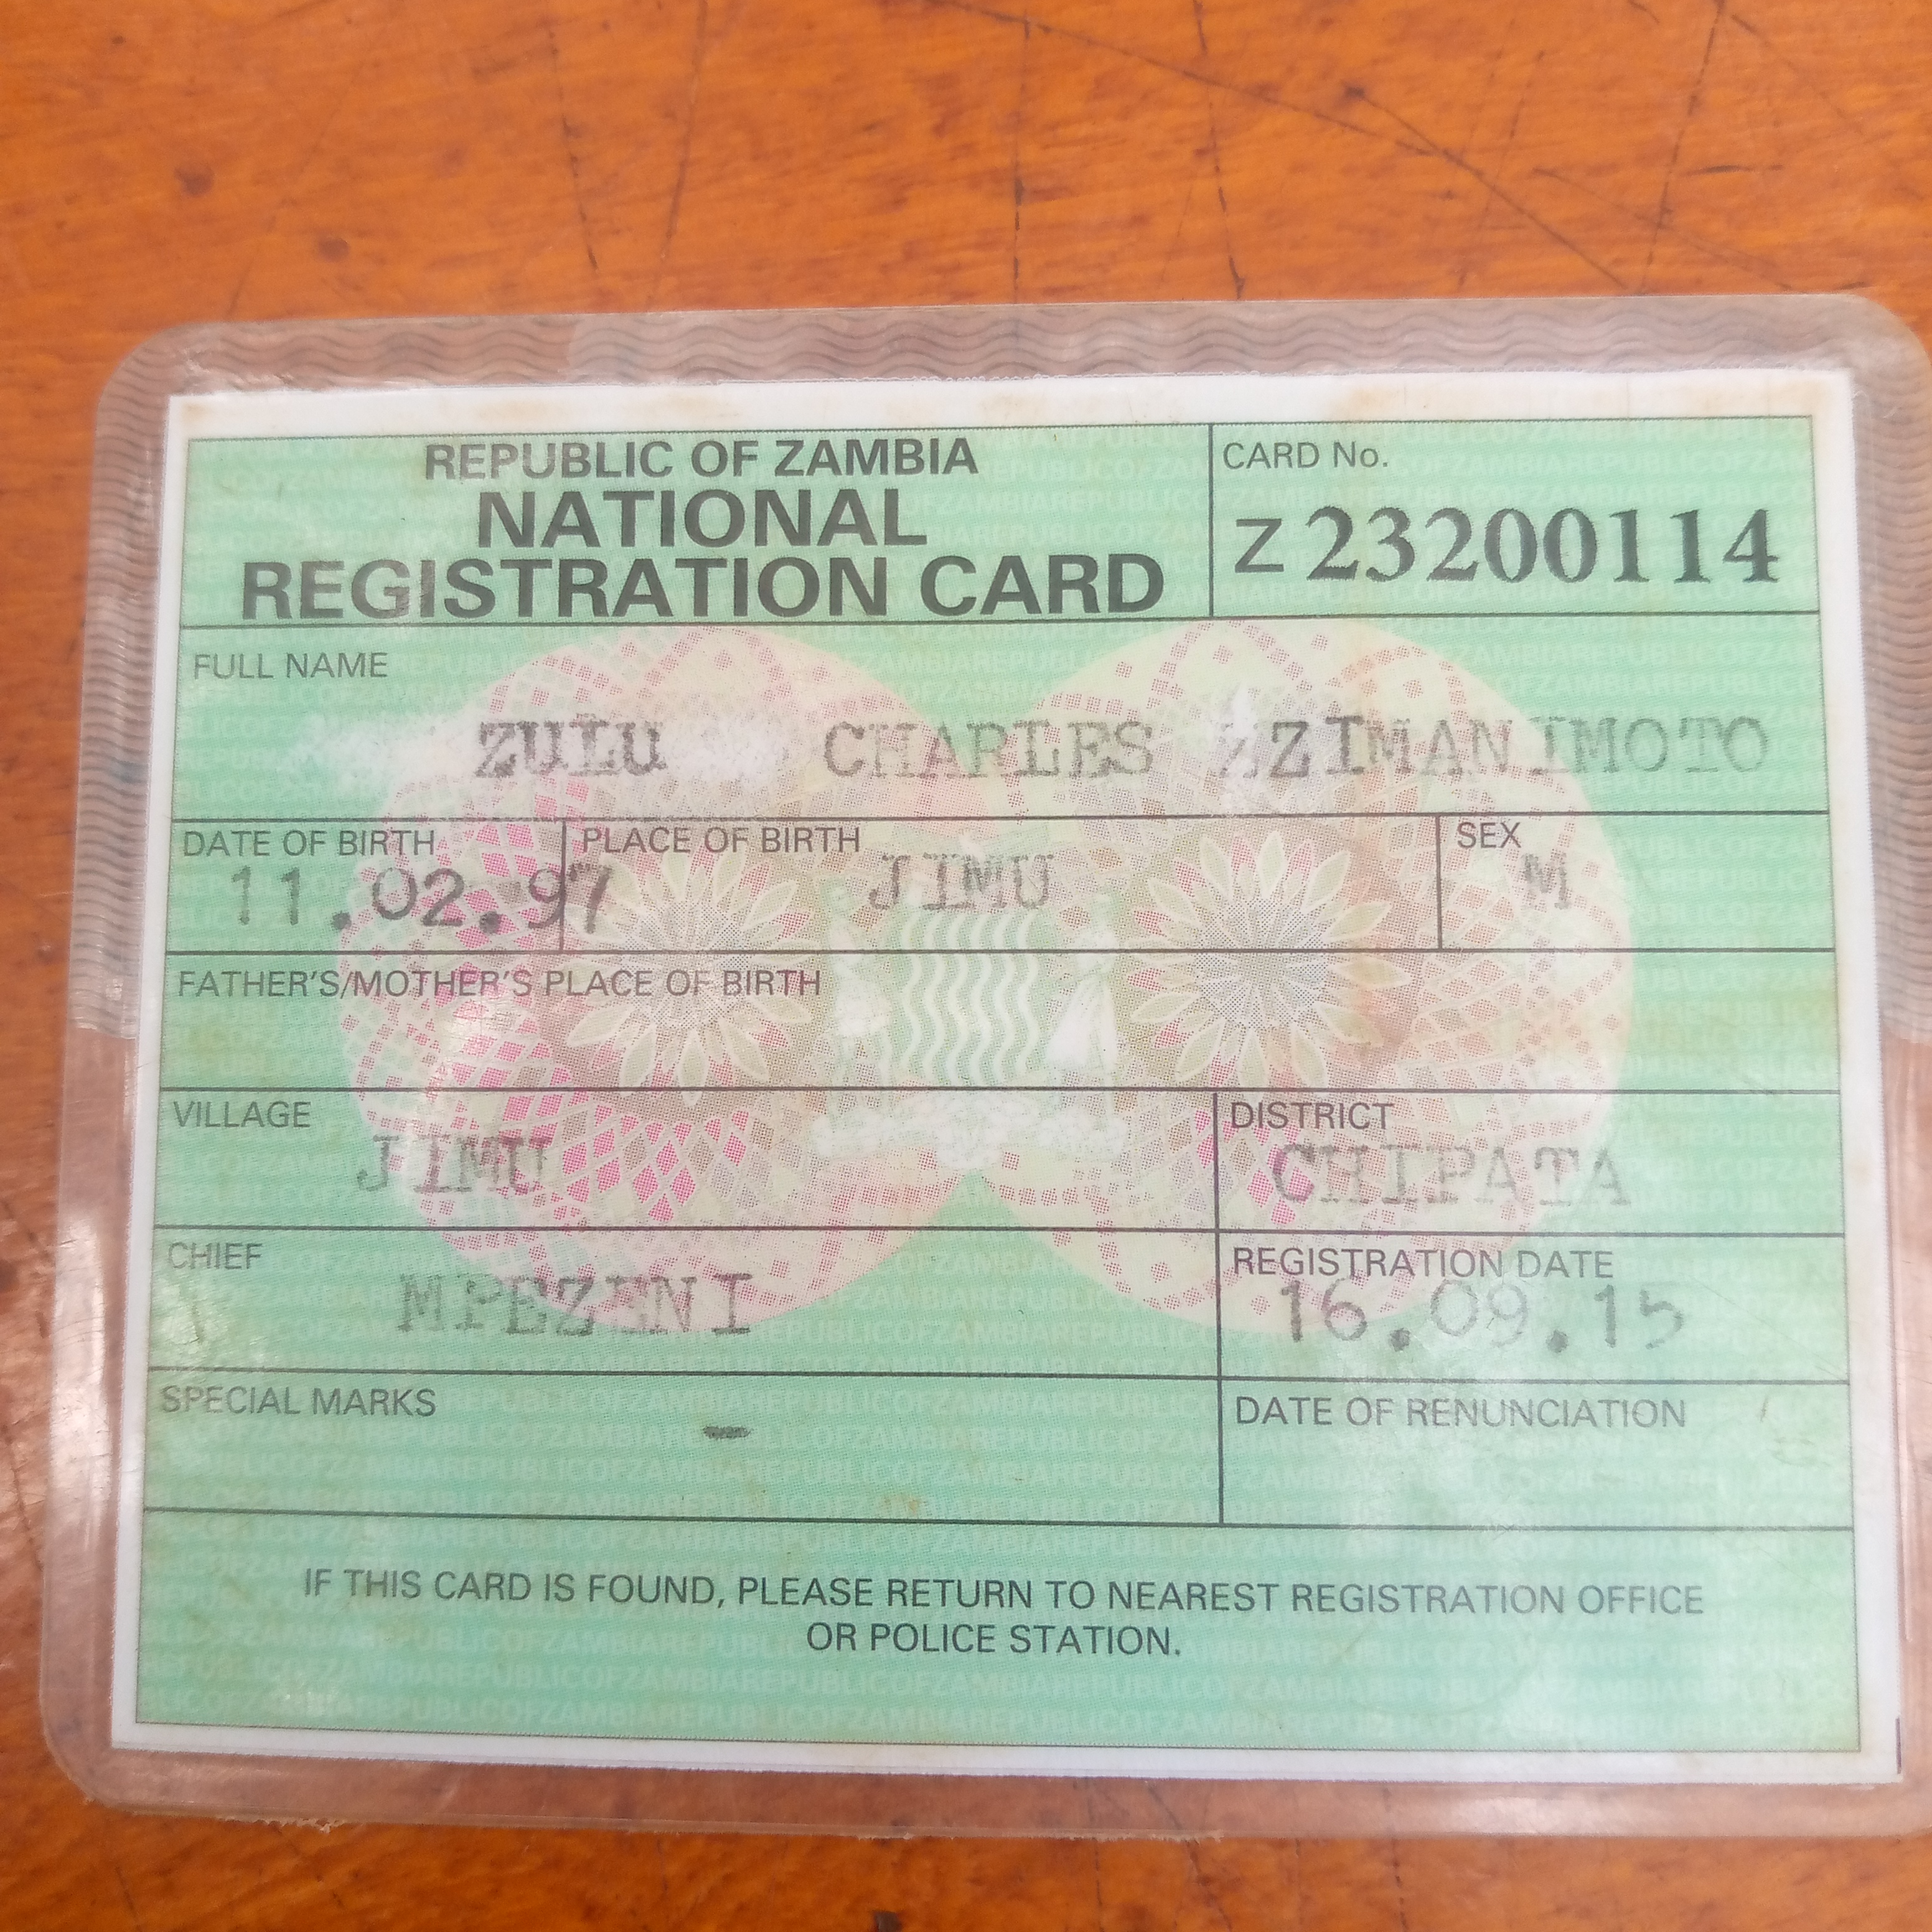 REPUBLIC OF ZAMBIA
NATIONAL
REGISTRATION CARD
CARD No.
Z 23200114
FULL NAME
ZULU CHARLES ZIMANIMOTO
DATE OF BIRTH
11.02.97
PLACE OF BIRTH
JIMU
SEX
M
FATHER'S/MOTHER'S PLACE OF BIRTH
VILLAGE
JIMU
DISTRICT
CHIPATA
CHIEF
MPEZENI
REGISTRATION DATE
16.09.15
SPECIAL MARKS
-
DATE OF RENUNCIATION
IF THIS CARD IS FOUND, PLEASE RETURN TO NEAREST REGISTRATION OFFICE
OR POLICE STATION.